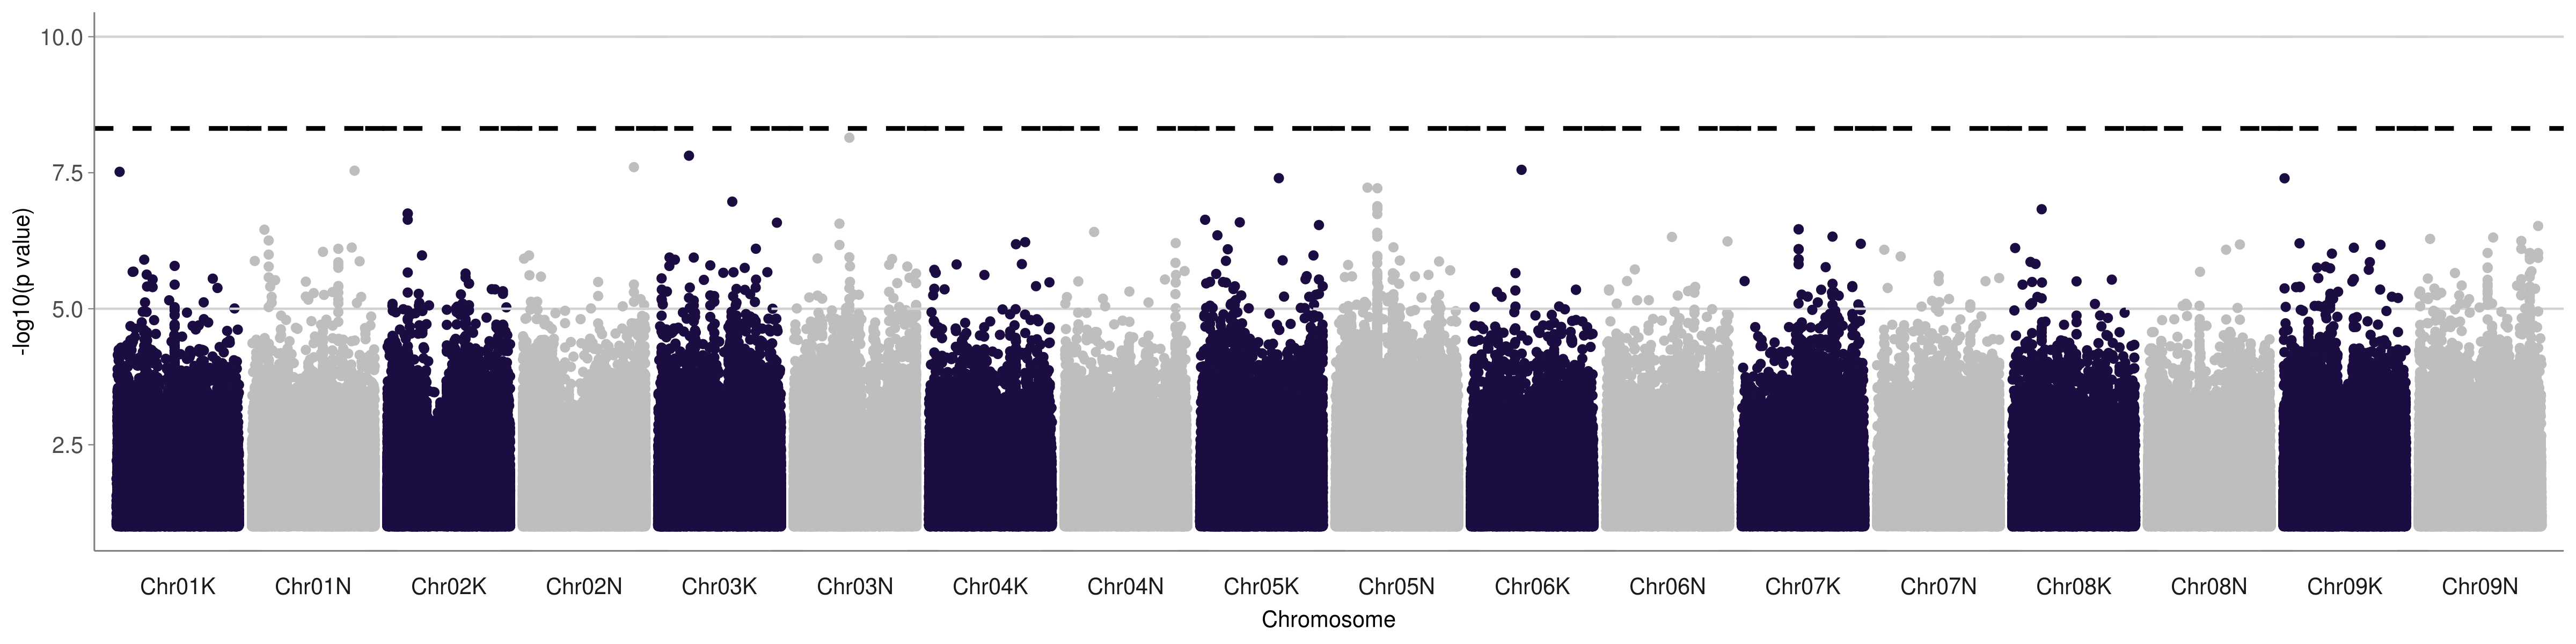 -log10(p value)
10.0
7.5
5.0
2.5
Chr01K Chr01N Chr02K Chr02N Chr03K Chr03N Chr04K Chr04N Chr05K Chr05N Chr06K Chr06N Chr07K Chr07N Chr08K Chr08N Chr09K Chr09N
Chromosome